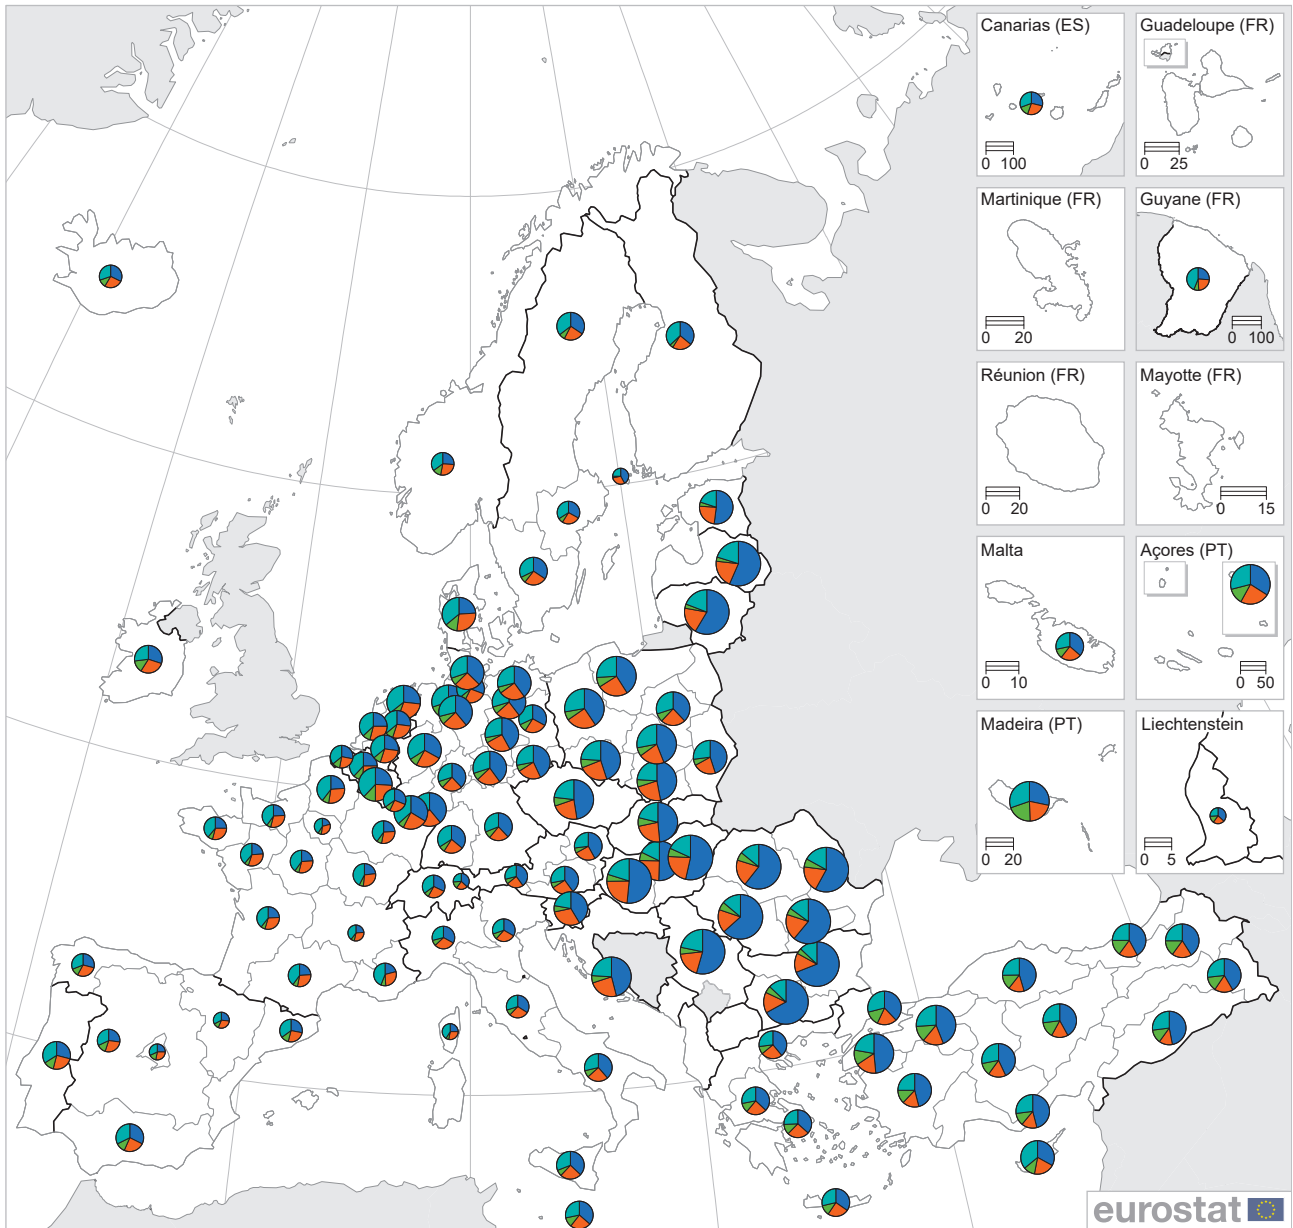 Canarias (ES)
0 100
Guadeloupe (FR)
0 25
Martinique (FR)
0 20
Guyane (FR)
0 100
Réunion (FR)
0 20
Mayotte (FR)
0 15
Malta
0 10
Açores (PT)
0 50
Madeira (PT)
0 20
Liechtenstein
0 5
eurostat